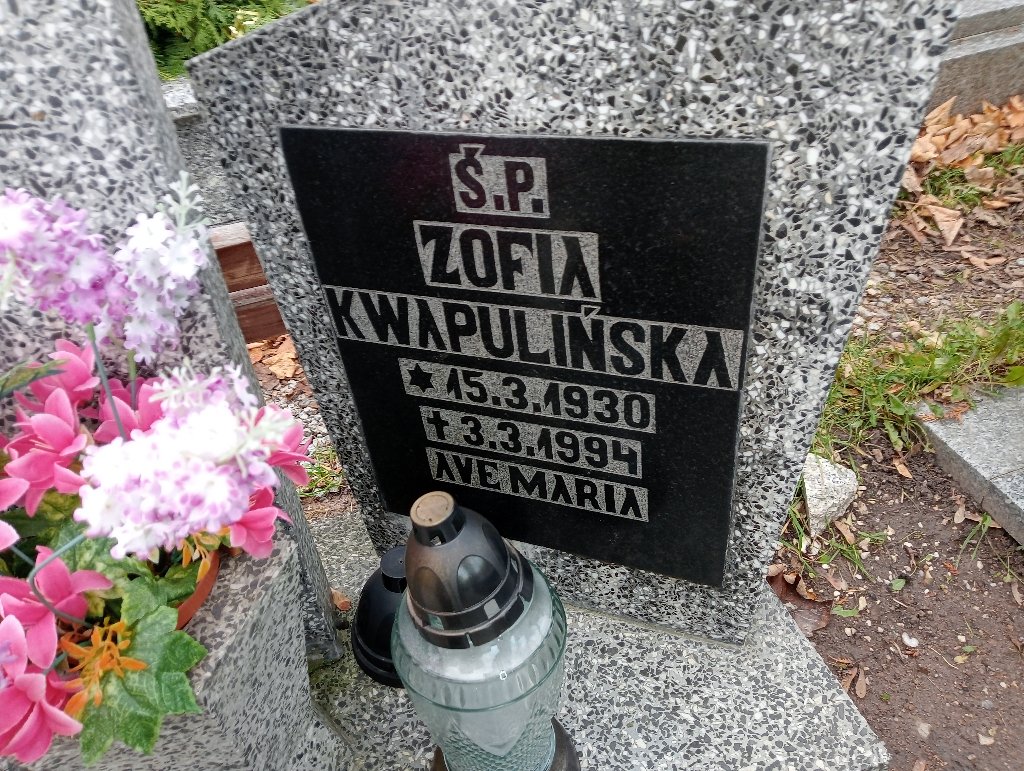 Ś.P.
ZOFIA
KWAPULIŃSKA
★ 15.3.1930
✝ 3.3.1994
AVE MARIA